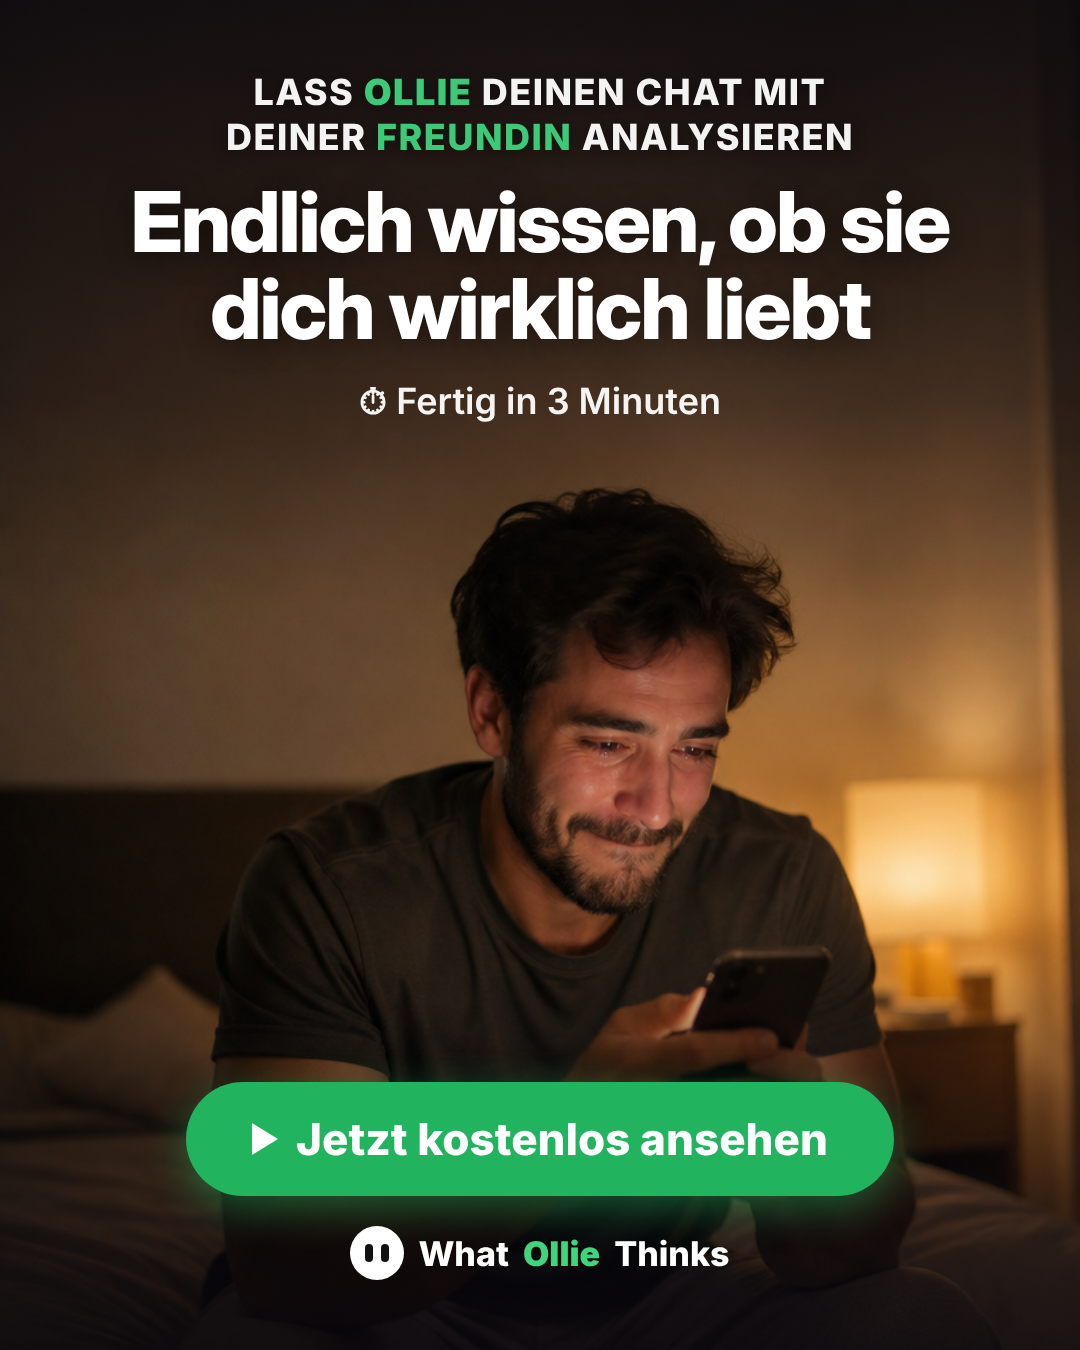 LASS OLLIE DEINEN CHAT MIT
DEINER FREUNDIN ANALYSIEREN
Endlich wissen, ob sie
dich wirklich liebt
⏱ Fertig in 3 Minuten
▶ Jetzt kostenlos ansehen
What Ollie Thinks